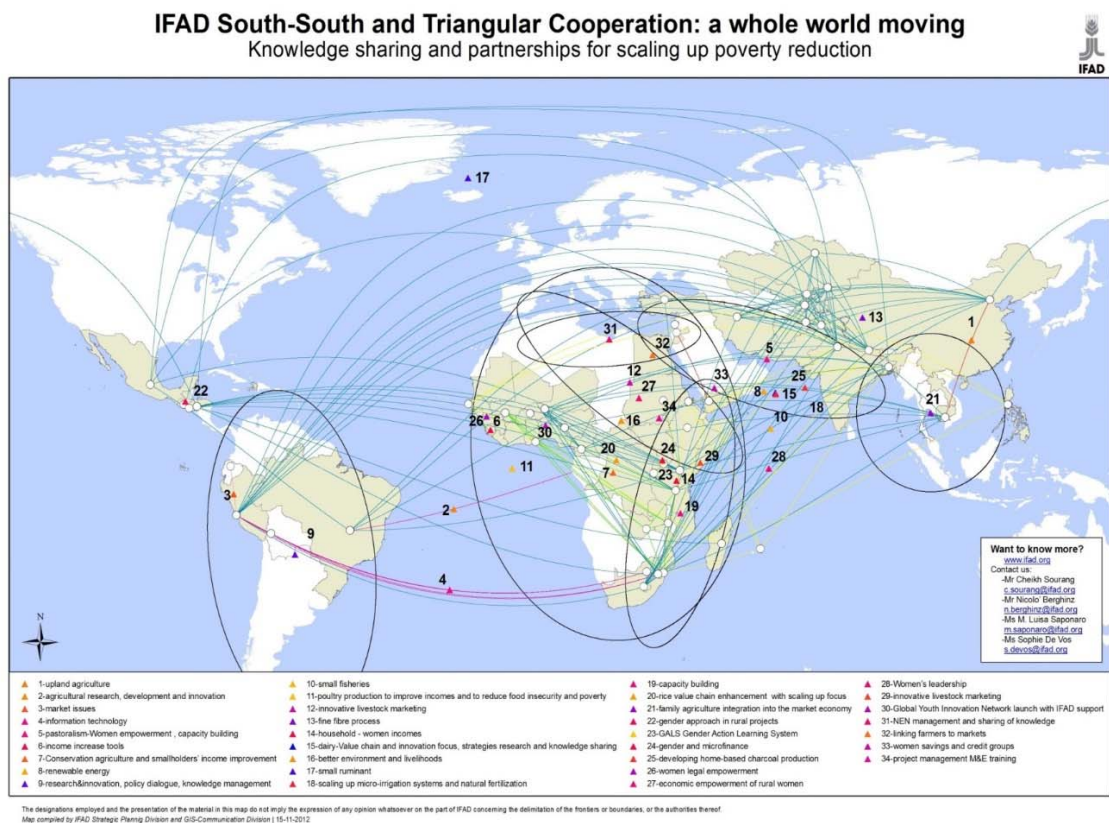 IFAD South-South and Triangular Cooperation: a whole world moving
Knowledge sharing and partnerships for scaling up poverty reduction
IFAD
17
13
1
31
32
5
12
33
27
25
8
15
22
21
34
18
26
6
16
10
30
20
24
29
11
28
3
7
23
14
2
19
9
4
N
Want to know more?
www.ifad.org
Contact us:
-Mr Cheikh Sourang
c.sourang@ifad.org
-Mr Nicolo' Berghinz
n.berghinz@ifad.org
-Ms M. Luisa Saponaro
m.saponaro@ifad.org
-Ms Sophie De Vos
s.devos@ifad.org
1-upland agriculture
2-agricultural research, development and innovation
3-market issues
4-information technology
5-pastoralism-Women empowerment , capacity building
6-income increase tools
7-Conservation agriculture and smallholders' income improvement
8-renewable energy
9-research&innovation, policy dialogue, knowledge management
10-small fisheries
11-poultry production to improve incomes and to reduce food insecurity and poverty
12-innovative livestock marketing
13-fine fibre process
14-household - women incomes
15-dairy-Value chain and innovation focus, strategies research and knowledge sharing
16-better environment and livelihoods
17-small ruminant
18-scaling up micro-irrigation systems and natural fertilization
19-capacity building
20-rice value chain enhancement with scaling up focus
21-family agriculture integration into the market economy
22-gender approach in rural projects
23-GALS Gender Action Learning System
24-gender and microfinance
25-developing home-based charcoal production
26-women legal empowerment
27-economic empowerment of rural women
28-Women's leadership
29-innovative livestock marketing
30-Global Youth Innovation Network launch with IFAD support
31-NEN management and sharing of knowledge
32-linking farmers to markets
33-women savings and credit groups
34-project management M&E training
The designations employed and the presentation of the material in this map do not imply the expression of any opinion whatsoever on the part of IFAD concerning the delimitation of the frontiers or boundaries, or the authorities thereof.
Map compiled by IFAD Strategic Plannig Division and GIS-Communication Division | 15-11-2012